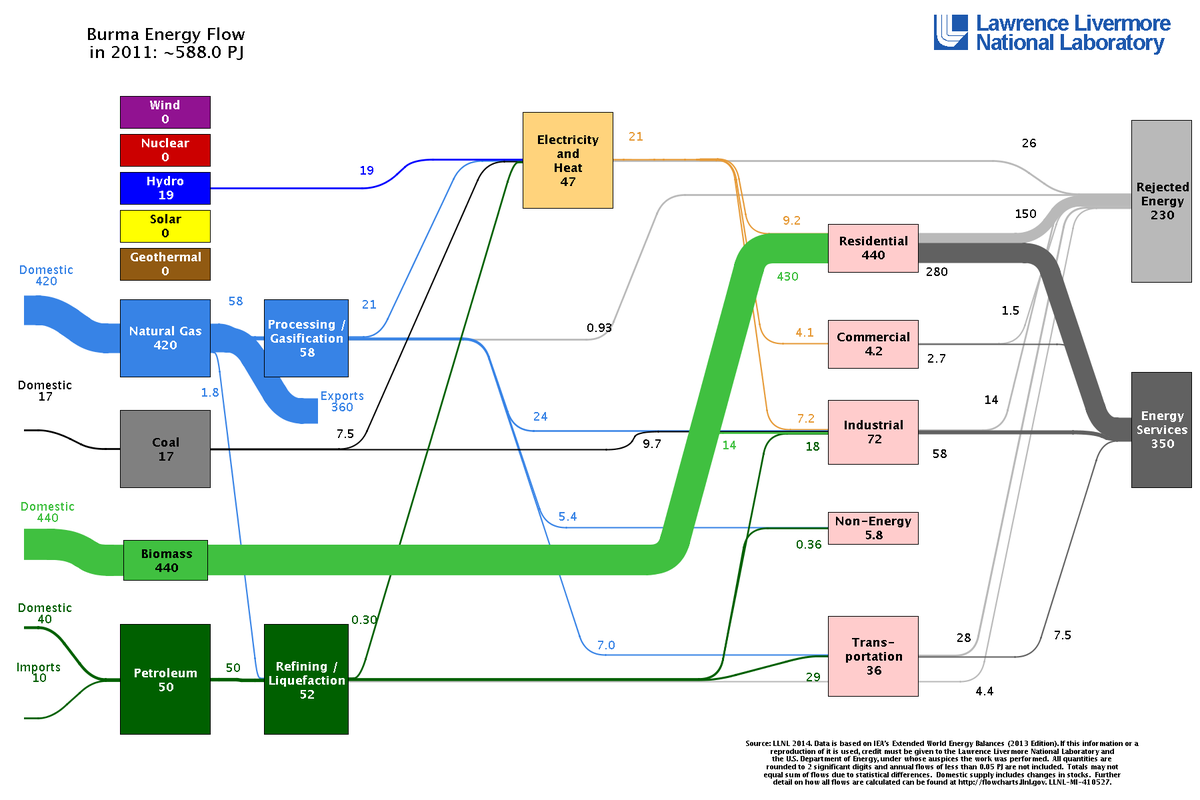 Burma Energy Flow
in 2011: ~588.0 PJ
Lawrence Livermore
National Laboratory
Wind
0
Nuclear
0
Hydro
19
Solar
0
Geothermal
0
Domestic
420
Natural Gas
420
58
1.8
Processing /
Gasification
58
21
Exports
360
Domestic
17
Coal
17
7.5
9.7
Domestic
440
Biomass
440
Domestic
40
Imports
10
Petroleum
50
50
Refining /
Liquefaction
52
0.30
19
Electricity
and
Heat
47
21
0.93
24
5.4
7.0
9.2
430
4.1
7.2
14
18
0.36
29
Residential
440
Commercial
4.2
Industrial
72
Non-Energy
5.8
Trans-
portation
36
26
150
280
1.5
2.7
14
58
28
7.5
4.4
Rejected
Energy
230
Energy
Services
350
Source: LLNL 2014. Data is based on IEA's Extended World Energy Balances (2013 Edition). If this information or a
reproduction of it is used, credit must be given to the Lawrence Livermore National Laboratory and
the U.S. Department of Energy, under whose auspices the work was performed. All quantities are
rounded to 2 significant digits and annual flows of less than 0.05 PJ are not included. Totals may not
equal sum of flows due to statistical differences. Domestic supply includes changes in stocks. Further
detail on how all flows are calculated can be found at http://flowcharts.llnl.gov. LLNL-MI-410527.